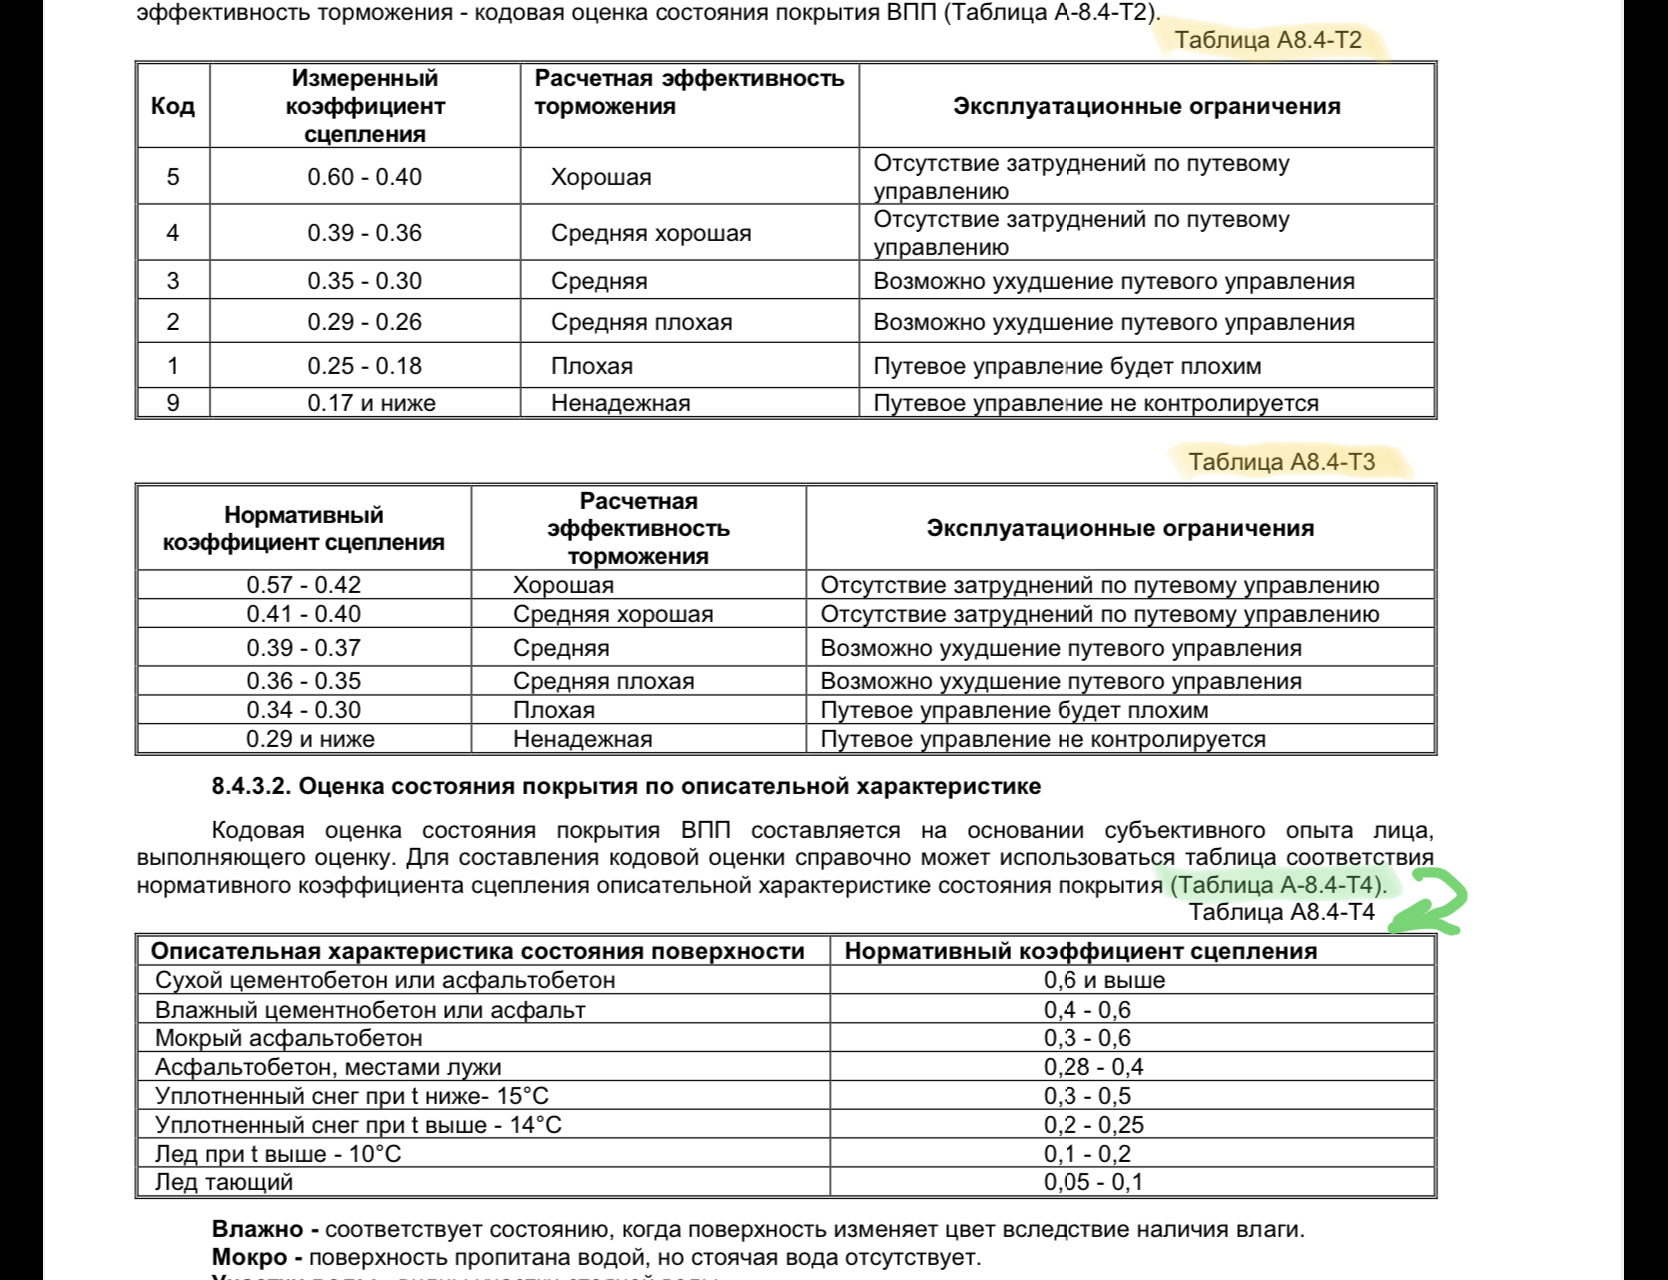 эффективность торможения - кодовая оценка состояния покрытия ВПП (Таблица А-8.4-Т2).
Таблица А8.4-Т2
Код
Измеренный
коэффициент
сцепления
Расчетная эффективность
торможения
Эксплуатационные ограничения
5
0.60 - 0.40
Хорошая
Отсутствие затруднений по путевому
управлению
4
0.39 - 0.36
Средняя хорошая
Отсутствие затруднений по путевому
управлению
3
0.35 - 0.30
Средняя
Возможно ухудшение путевого управления
2
0.29 - 0.26
Средняя плохая
Возможно ухудшение путевого управления
1
0.25 - 0.18
Плохая
Путевое управление будет плохим
9
0.17 и ниже
Ненадежная
Путевое управление не контролируется
Таблица А8.4-Т3
Нормативный
коэффициент сцепления
Расчетная
эффективность
торможения
Эксплуатационные ограничения
0.57 - 0.42
Хорошая
Отсутствие затруднений по путевому управлению
0.41 - 0.40
Средняя хорошая
Отсутствие затруднений по путевому управлению
0.39 - 0.37
Средняя
Возможно ухудшение путевого управления
0.36 - 0.35
Средняя плохая
Возможно ухудшение путевого управления
0.34 - 0.30
Плохая
Путевое управление будет плохим
0.29 и ниже
Ненадежная
Путевое управление не контролируется
8.4.3.2. Оценка состояния покрытия по описательной характеристике
Кодовая оценка состояния покрытия ВПП составляется на основании субъективного опыта лица,
выполняющего оценку. Для составления кодовой оценки справочно может использоваться таблица соответствия
нормативного коэффициента сцепления описательной характеристике состояния покрытия (Таблица А-8.4-Т4).
Таблица А8.4-Т4
Описательная характеристика состояния поверхности
Нормативный коэффициент сцепления
Сухой цементобетон или асфальтобетон
0,6 и выше
Влажный цементнобетон или асфальт
0,4 - 0,6
Мокрый асфальтобетон
0,3 - 0,6
Асфальтобетон, местами лужи
0,28 - 0,4
Уплотненный снег при t ниже- 15°C
0,3 - 0,5
Уплотненный снег при t выше - 14°C
0,2 - 0,25
Лед при t выше - 10°C
0,1 - 0,2
Лед тающий
0,05 - 0,1
Влажно - соответствует состоянию, когда поверхность изменяет цвет вследствие наличия влаги.
Мокро - поверхность пропитана водой, но стоячая вода отсутствует.